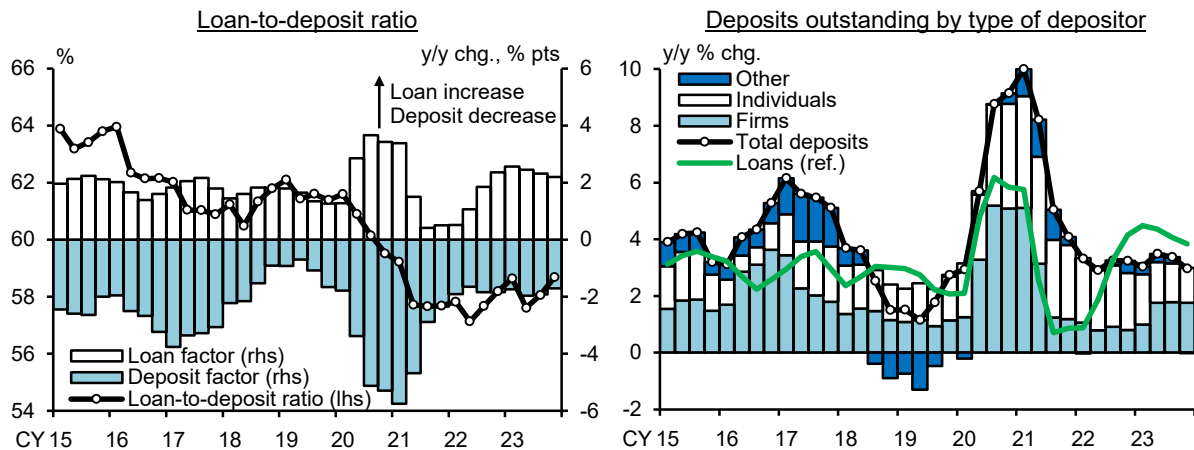 Loan-to-deposit ratio
%
y/y chg., % pts
66
64
62
60
58
56
54
6
4
2
0
-2
-4
-6
Loan increase
Deposit decrease
Loan factor (rhs)
Deposit factor (rhs)
Loan-to-deposit ratio (lhs)
CY 15 16 17 18 19 20 21 22 23
Deposits outstanding by type of depositor
y/y % chg.
10
8
6
4
2
0
-2
Other
Individuals
Firms
Total deposits
Loans (ref.)
CY 15 16 17 18 19 20 21 22 23